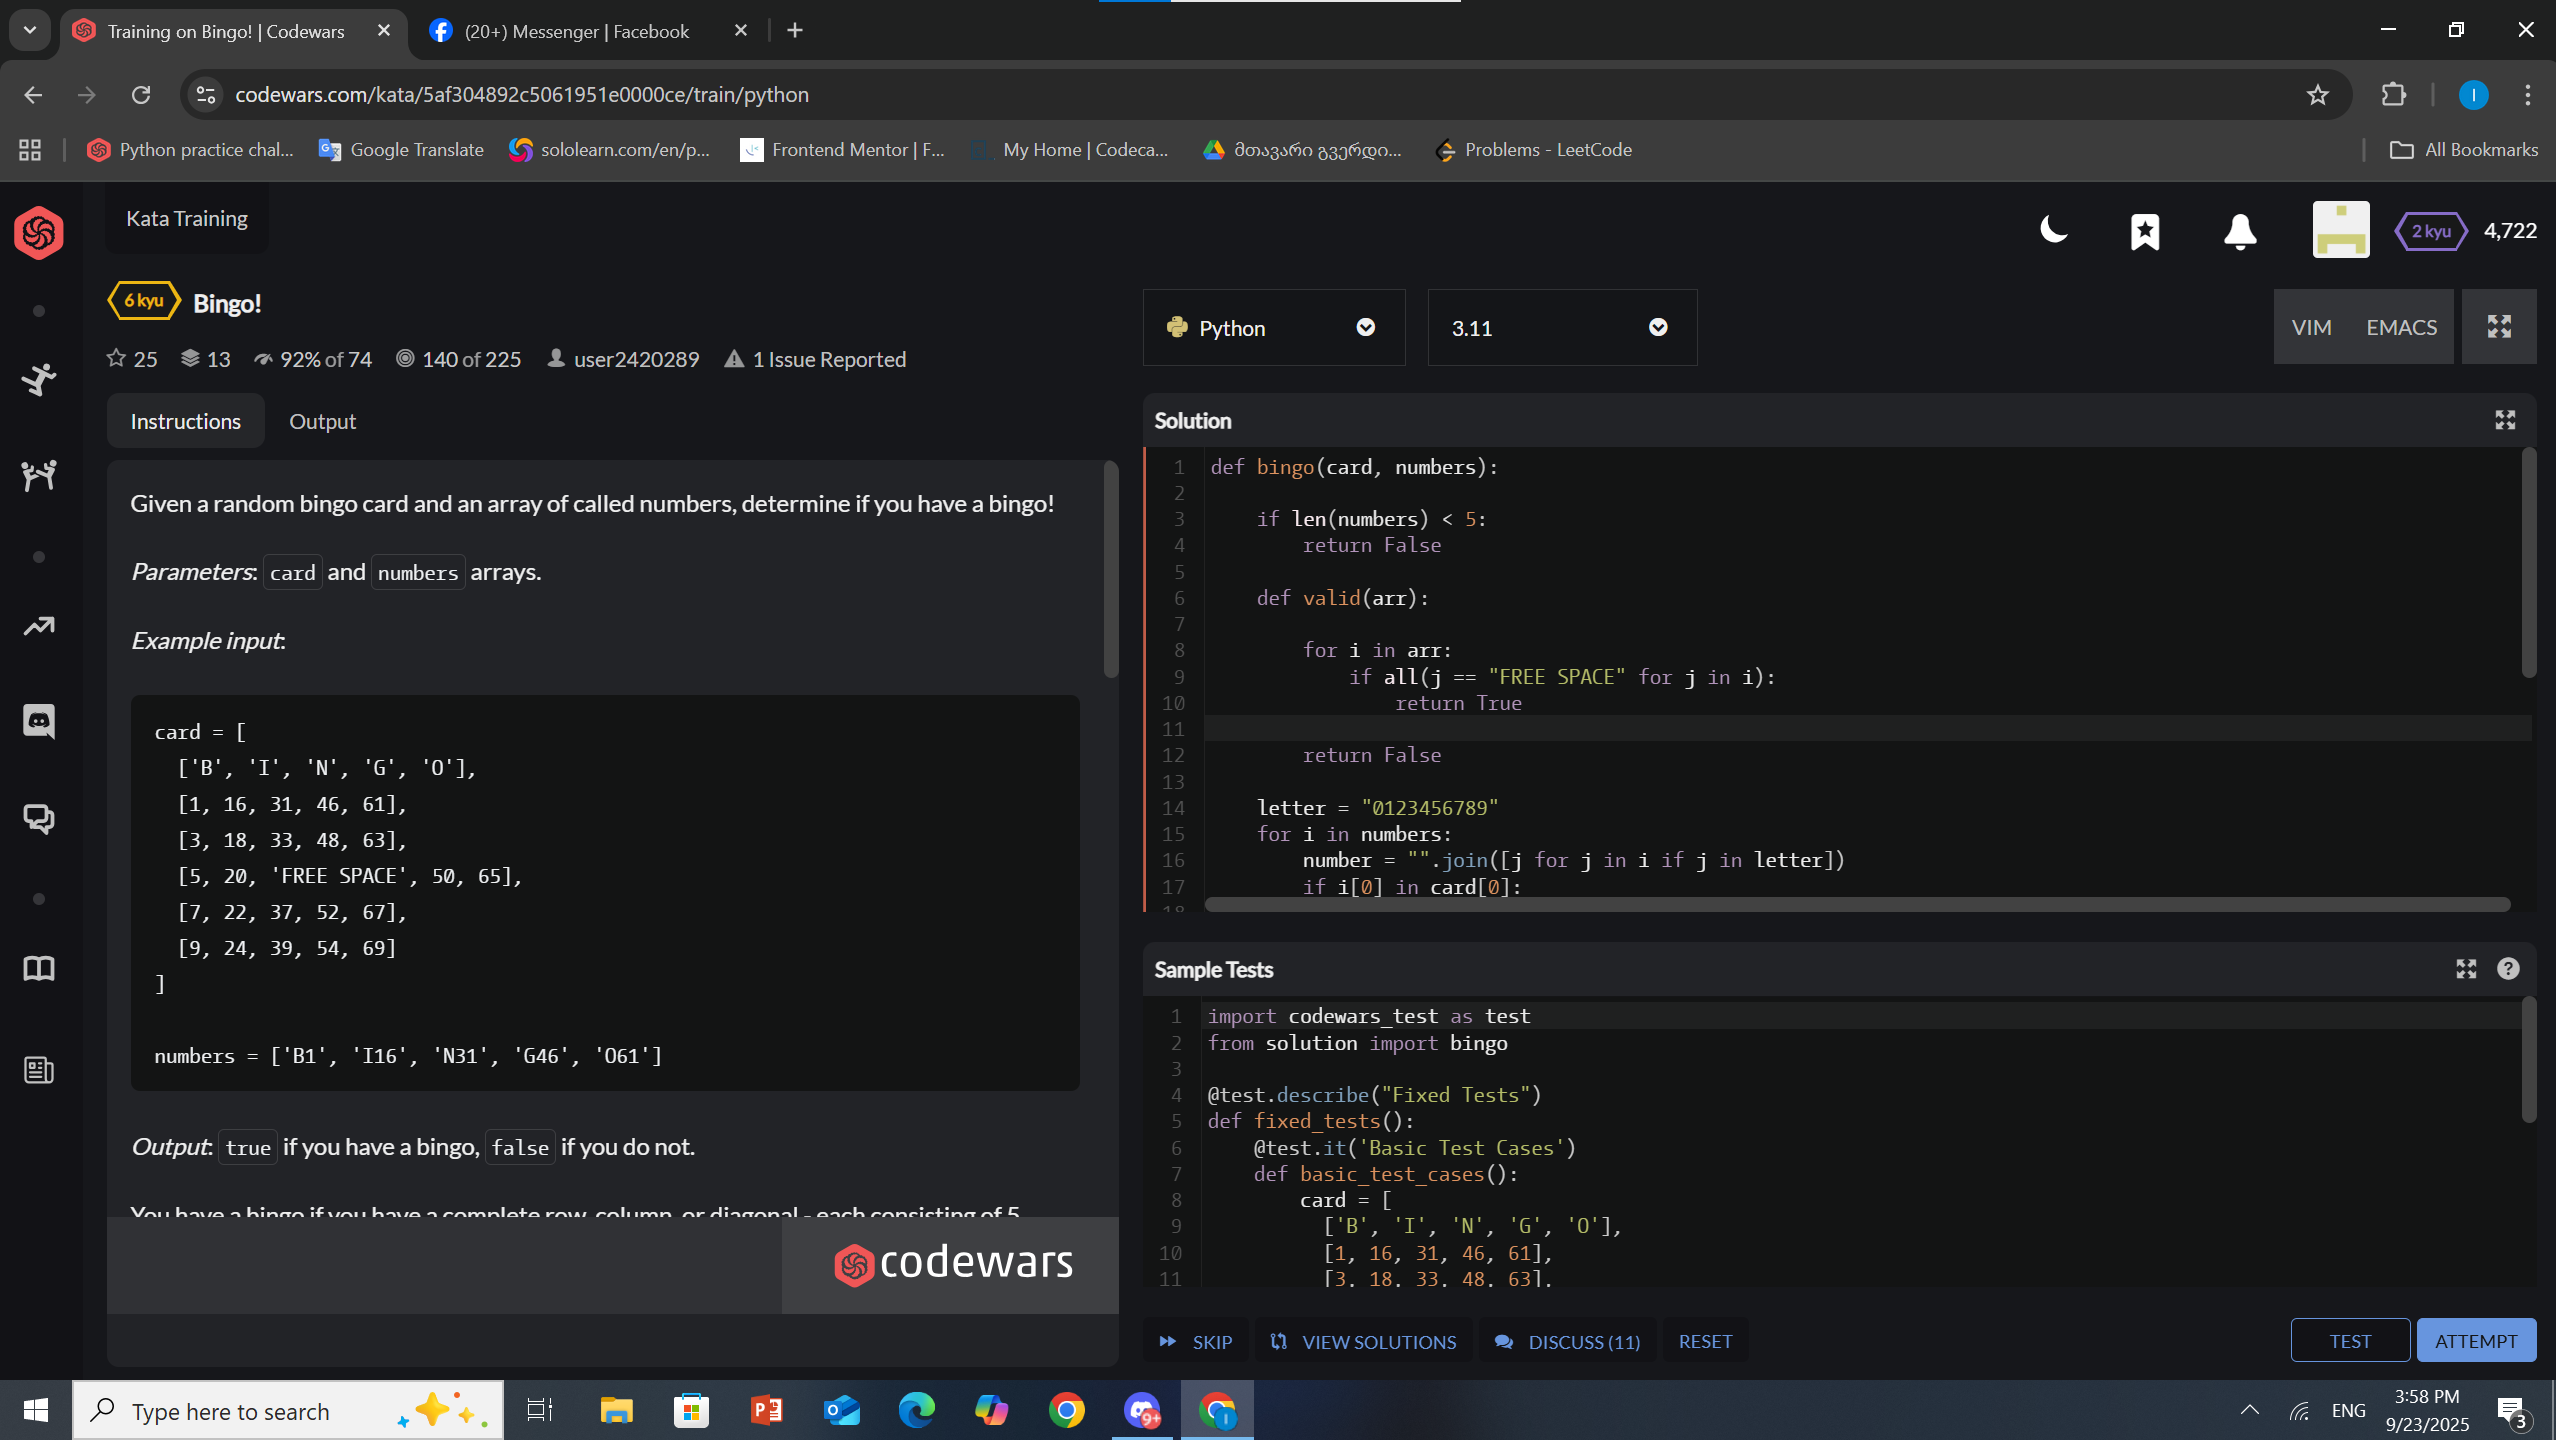 Training on Bingo! | Codewars
(20+) Messenger | Facebook
codewars.com/kata/5af304892c5061951e0000ce/train/python
Python practice chal...
Google Translate
sololearn.com/en/p...
Frontend Mentor | F...
My Home | Codeca...
მთავარი გვერდი...
Problems - LeetCode
All Bookmarks
Kata Training
2 kyu
4,722
6 kyu
Bingo!
25
13
92% of 74
140 of 225
user2420289
1 Issue Reported
Python
3.11
VIM
EMACS
Instructions
Output
Given a random bingo card and an array of called numbers, determine if you have a bingo!
Parameters: card and numbers arrays.
Example input:
card = [
['B', 'I', 'N', 'G', 'O'],
[1, 16, 31, 46, 61],
[3, 18, 33, 48, 63],
[5, 20, 'FREE SPACE', 50, 65],
[7, 22, 37, 52, 67],
[9, 24, 39, 54, 69]
]
numbers = ['B1', 'I16', 'N31', 'G46', 'O61']
Output: true if you have a bingo, false if you do not.
You have a bingo if you have a complete row, column, or diagonal - each consisting of 5
codewars
Solution
1 def bingo(card, numbers):
2
3 if len(numbers) < 5:
4 return False
5
6 def valid(arr):
7
8 for i in arr:
9 if all(j == "FREE SPACE" for j in i):
10 return True
11
12 return False
13
14 letter = "0123456789"
15 for i in numbers:
16 number = "".join([j for j in i if j in letter])
17 if i[0] in card[0]:
18
Sample Tests
1 import codewars_test as test
2 from solution import bingo
3
4 @test.describe("Fixed Tests")
5 def fixed_tests():
6 @test.it('Basic Test Cases')
7 def basic_test_cases():
8 card = [
9 ['B', 'I', 'N', 'G', 'O'],
10 [1, 16, 31, 46, 61],
11 [3, 18, 33, 48, 63],
SKIP
VIEW SOLUTIONS
DISCUSS (11)
RESET
TEST
ATTEMPT
Type here to search
9+
ENG
3:58 PM
9/23/2025
3